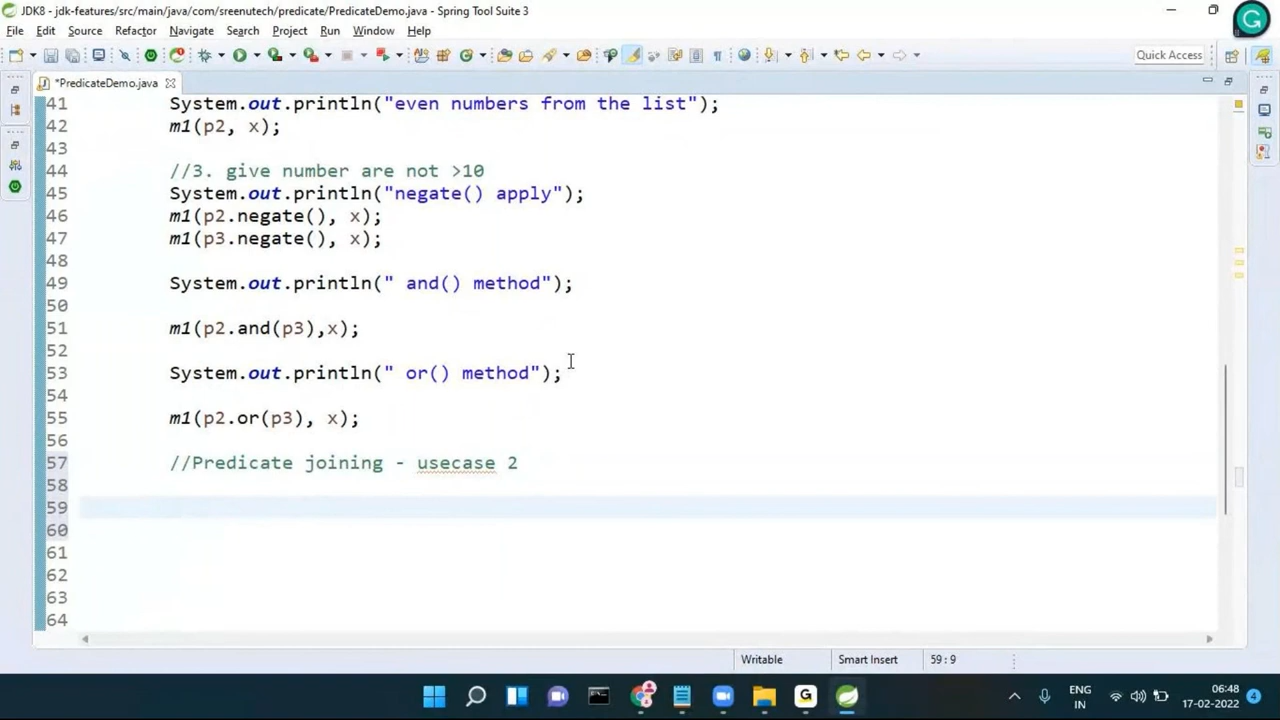 JDK8 - jdk-features/src/main/java/com/sreenutech/predicate/PredicateDemo.java - Spring Tool Suite 3
File Edit Source Refactor Navigate Search Project Run Window Help
Quick Access
*PredicateDemo.java
41 System.out.println("even numbers from the list");
42 m1(p2, x);
43
44 //3. give number are not >10
45 System.out.println("negate() apply");
46 m1(p2.negate(), x);
47 m1(p3.negate(), x);
48
49 System.out.println(" and() method");
50
51 m1(p2.and(p3),x);
52
53 System.out.println(" or() method");
54
55 m1(p2.or(p3), x);
56
57 //Predicate joining - usecase 2
58
59
60
61
62
63
64
Writable Smart Insert 59 : 9
ENG 06:48
IN 17-02-2022 4